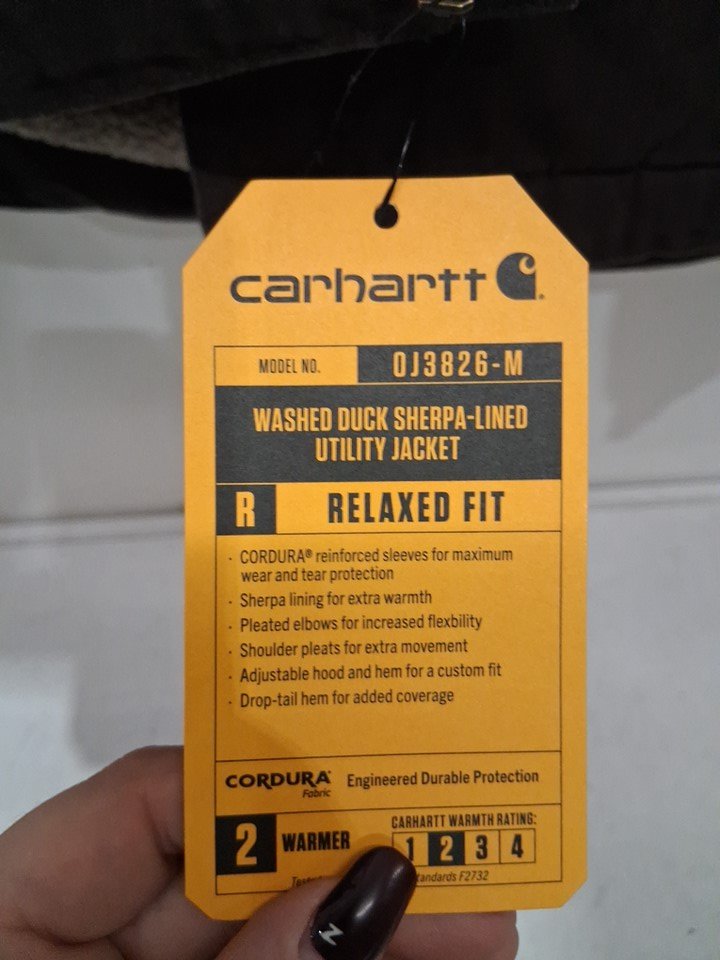 carhartt
MODEL NO. OJ3826-M
WASHED DUCK SHERPA-LINED
UTILITY JACKET
R RELAXED FIT
· CORDURA® reinforced sleeves for maximum
wear and tear protection
· Sherpa lining for extra warmth
· Pleated elbows for increased flexbility
· Shoulder pleats for extra movement
· Adjustable hood and hem for a custom fit
· Drop-tail hem for added coverage
CORDURA® Engineered Durable Protection
Fabric
CARHARTT WARMTH RATING:
2 WARMER 1 2 3 4
F2732
N